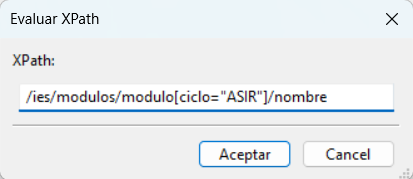 Evaluar XPath
XPath:
/ies/modulos/modulo[ciclo="ASIR"]/nombre
Aceptar
Cancel